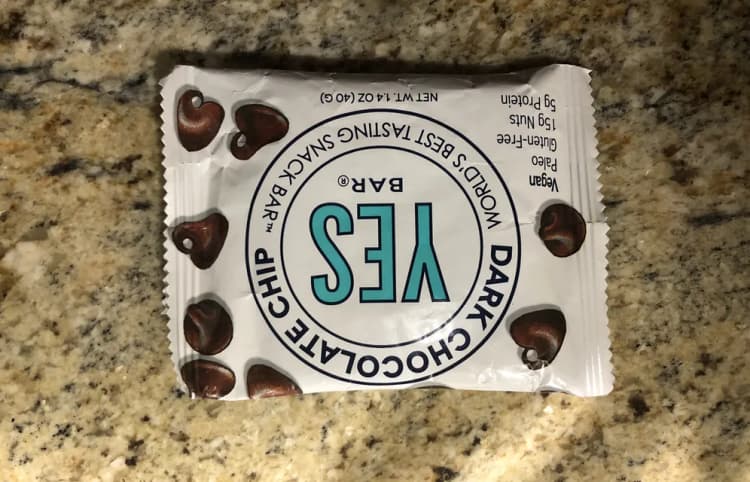 DARK CHOCOLATE CHIP
YES
BAR®
WORLD'S BEST TASTING SNACK BAR™
Vegan
Paleo
Gluten-Free
15g Nuts
5g Protein
NET WT. 1.4 OZ (40 G)